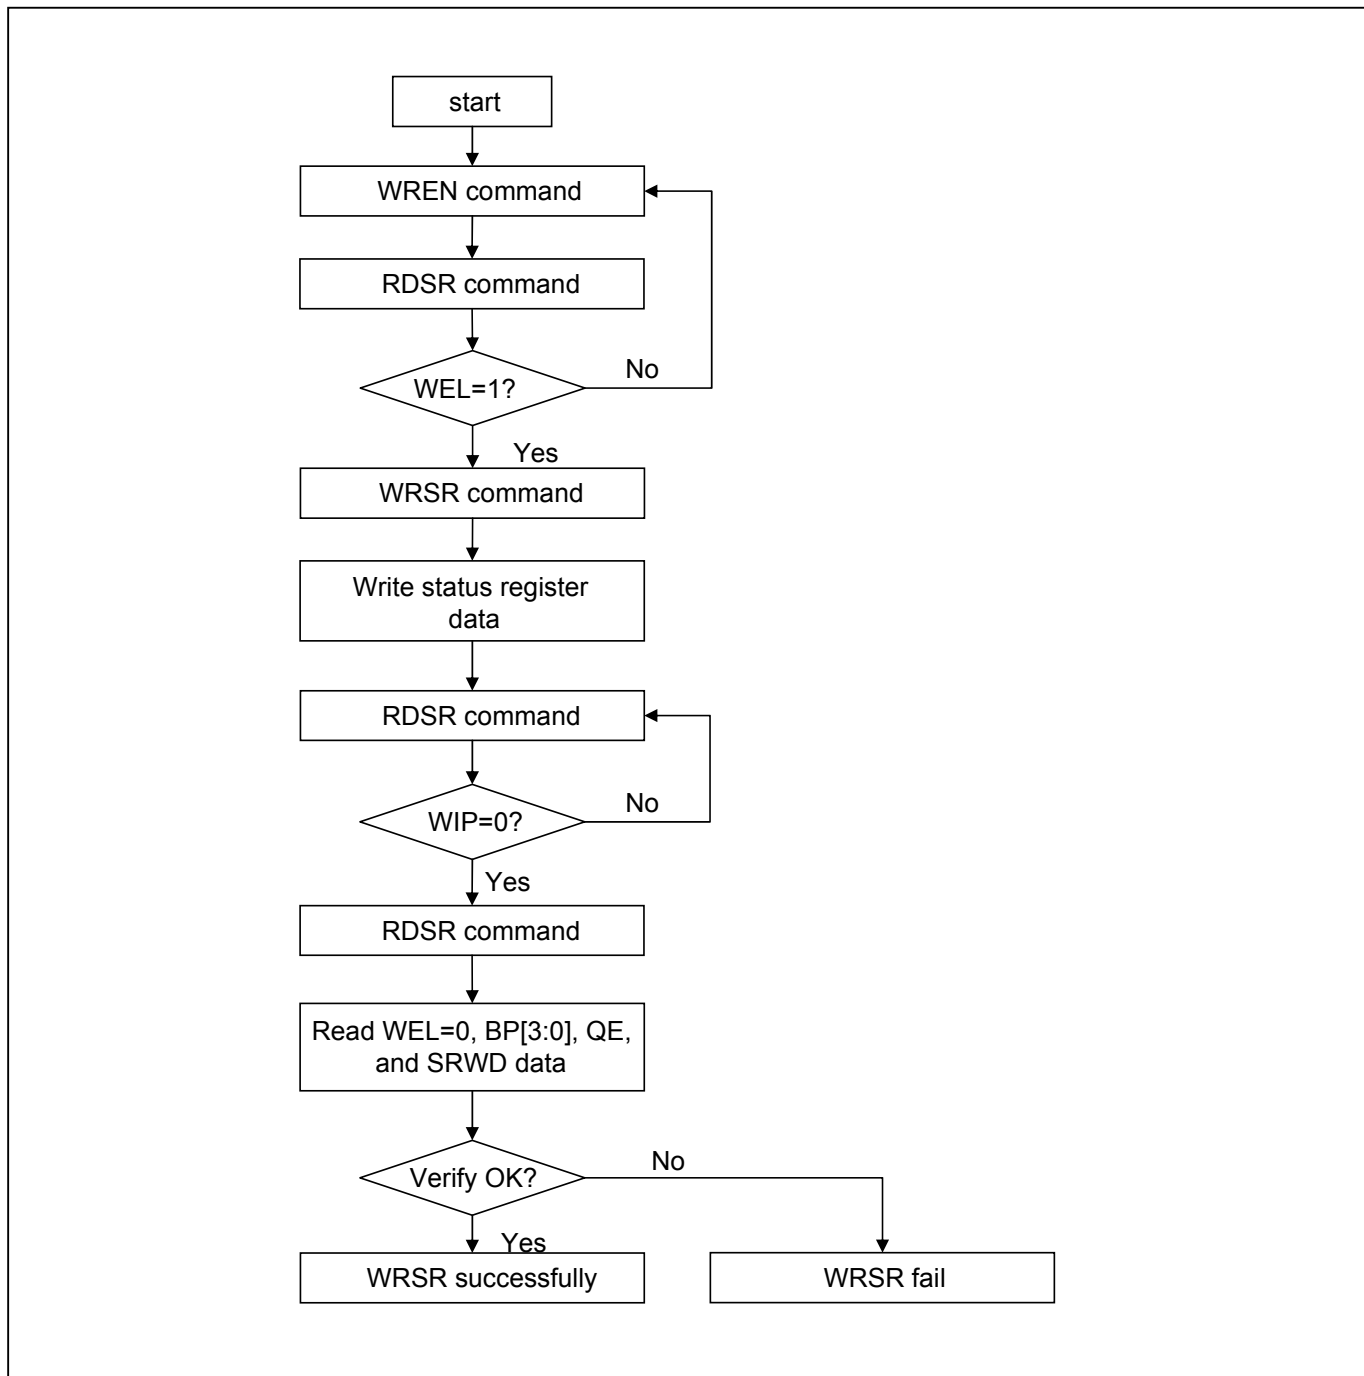 start
WREN command
RDSR command
WEL=1?
No
Yes
WRSR command
Write status register
data
RDSR command
WIP=0?
No
Yes
RDSR command
Read WEL=0, BP[3:0], QE,
and SRWD data
Verify OK?
No
Yes
WRSR successfully
WRSR fail